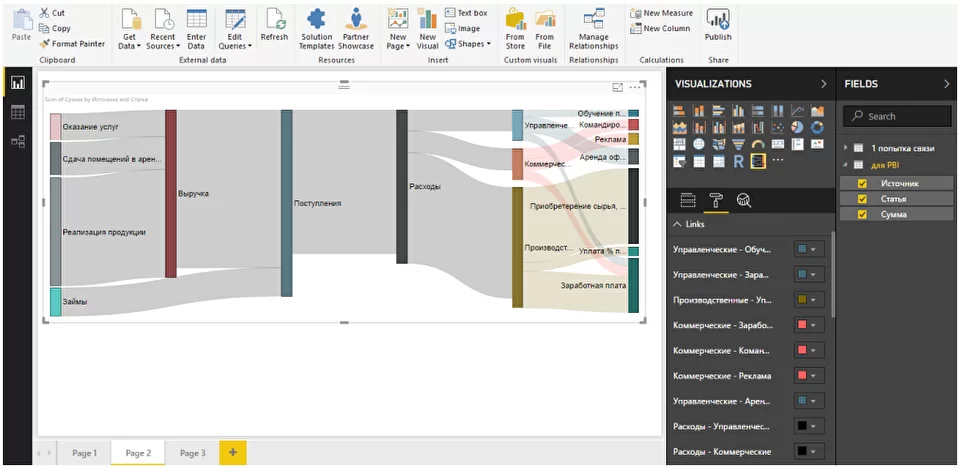 Paste
Cut
Copy
Format Painter
Clipboard
Get Data
Recent Sources
Enter Data
Edit Queries
Refresh
External data
Solution Templates
Partner Showcase
Resources
New Page
New Visual
Text box
Image
Shapes
Insert
From Store
From File
Custom visuals
Manage Relationships
Relationships
New Measure
New Column
Calculations
Publish
Share
Sum of Сумма by Источник and Статья
Оказание услуг
Сдача помещений в арен...
Реализация продукции
Займы
Выручка
Поступления
Расходы
Управленче...
Коммерчес...
Производст...
Обучение п...
Командиро...
Реклама
Аренда оф...
Приобретерение сырья, ...
Уплата % п...
Заработная плата
VISUALIZATIONS
R
Links
Управленческие - Обуч...
Управленческие - Зара...
Производственные - Уп...
Коммерческие - Зарабо...
Коммерческие - Коман...
Коммерческие - Реклама
Управленческие - Арен...
Расходы - Управленчес...
Расходы - Коммерческие
FIELDS
Search
1 попытка связи
для PBI
Источник
Статья
Сумма
Page 1
Page 2
Page 3